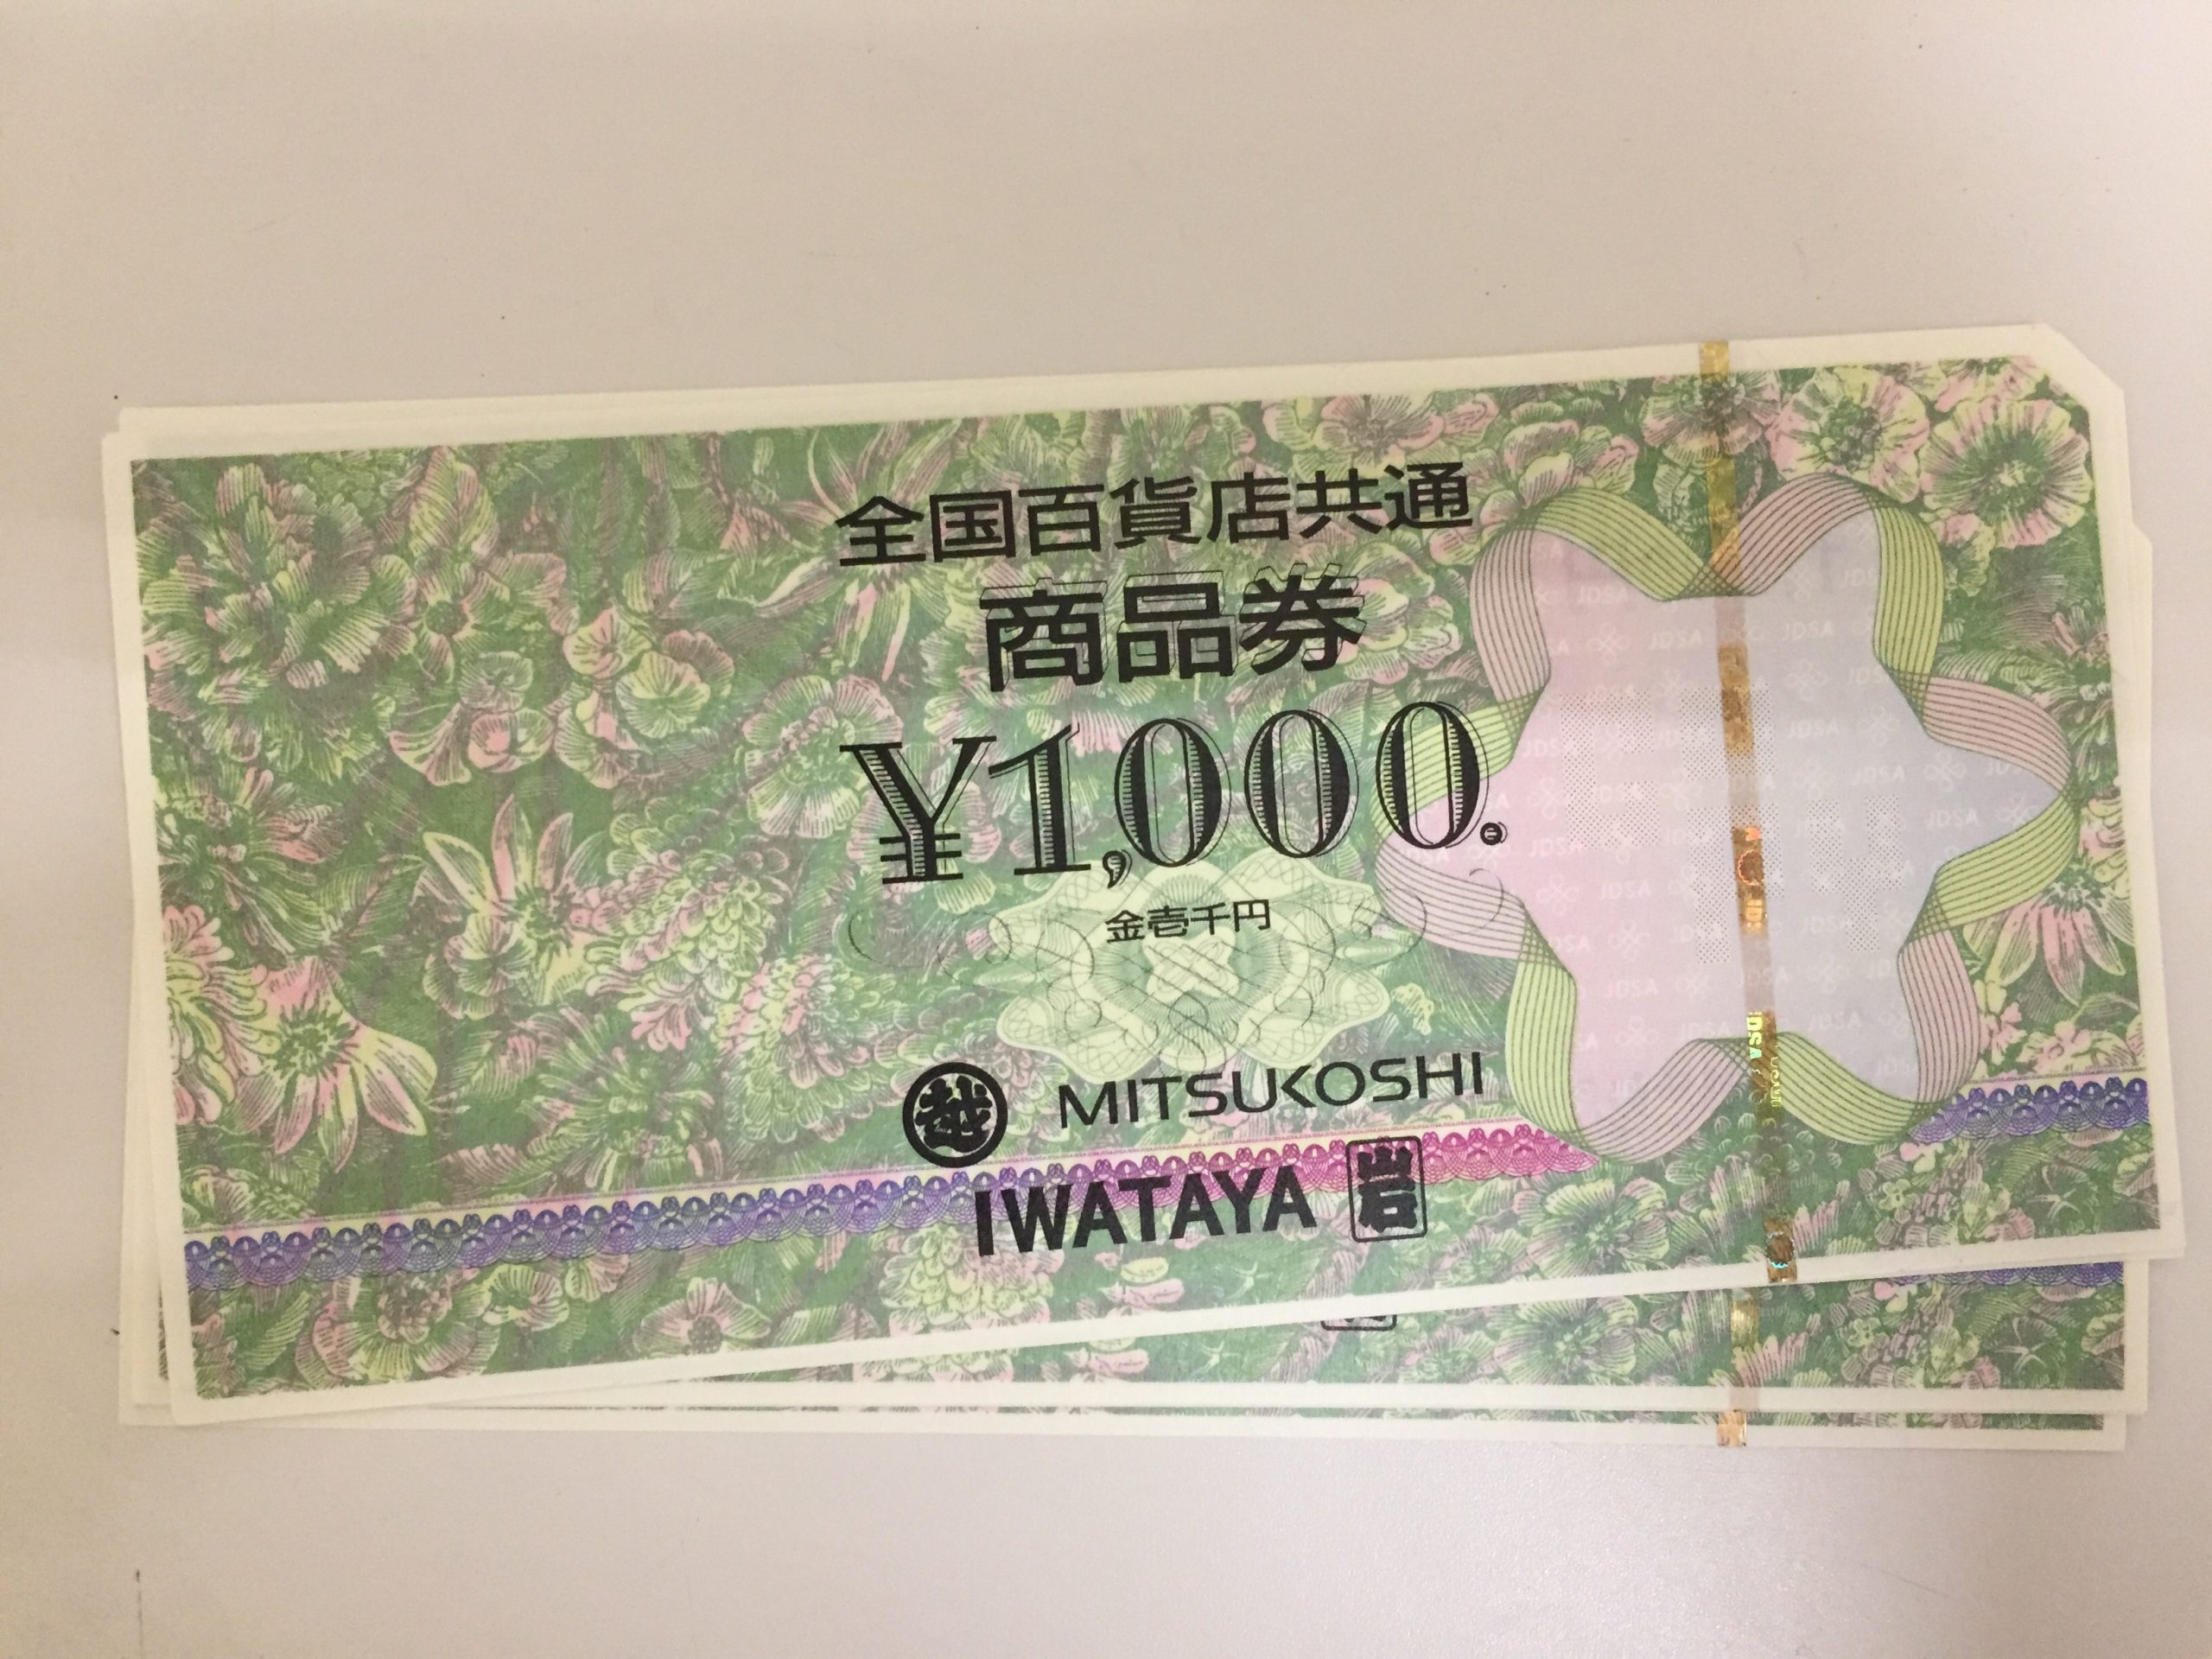 全国百貨店共通
商品券
¥1,000.
金壱千円
越 MITSUKOSHI
IWATAYA 岩